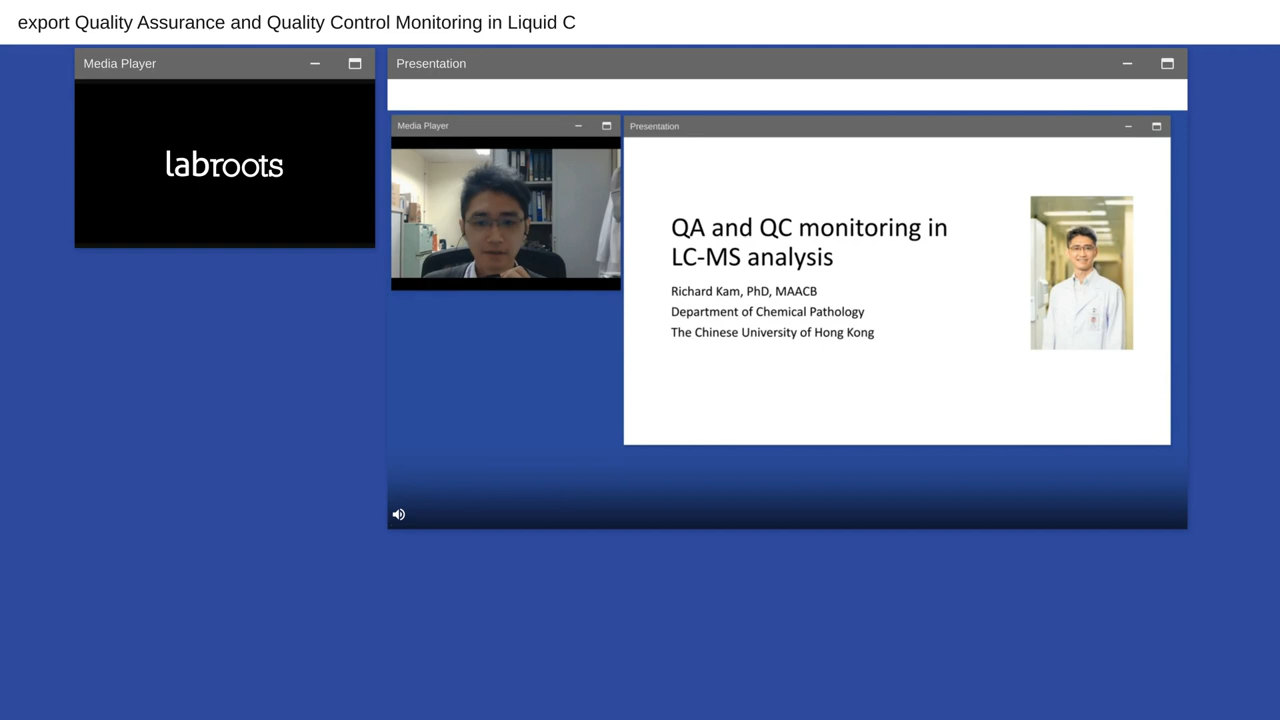 export Quality Assurance and Quality Control Monitoring in Liquid C
Media Player
labroots
Presentation
Media Player
Presentation
QA and QC monitoring in
LC-MS analysis
Richard Kam, PhD, MAACB
Department of Chemical Pathology
The Chinese University of Hong Kong